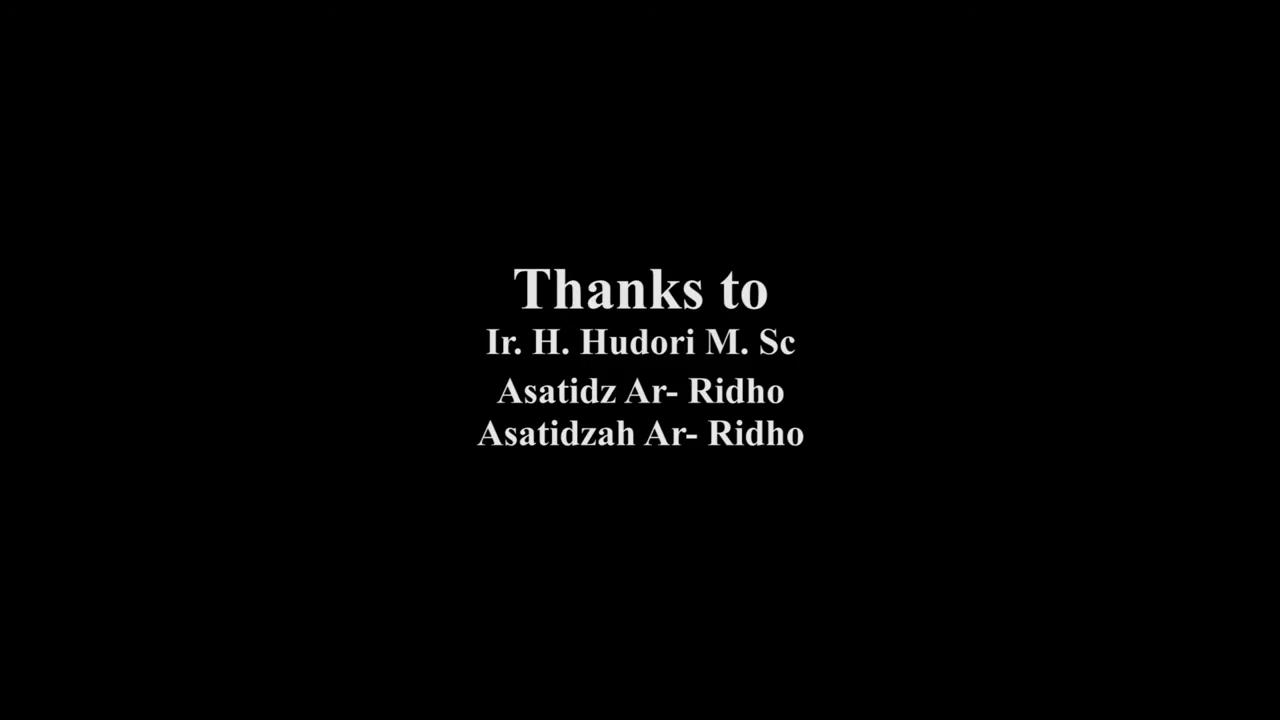 Thanks to
Ir. H. Hudori M. Sc
Asatidz Ar- Ridho
Asatidzah Ar- Ridho